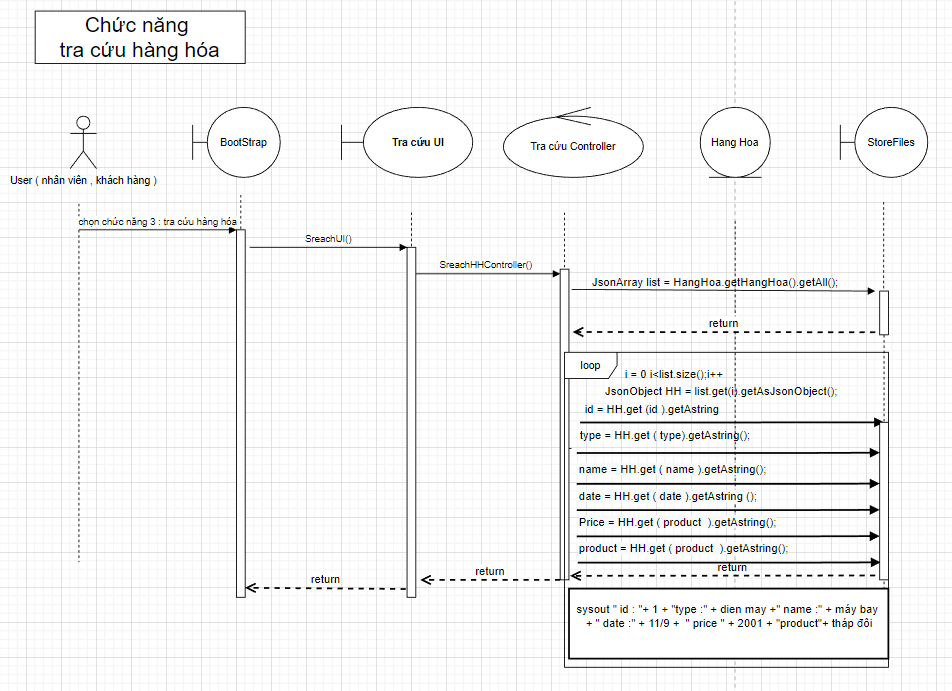 Chức năng
tra cứu hàng hóa
BootStrap
Tra cứu UI
Tra cứu Controller
Hang Hoa
StoreFiles
User ( nhân viên , khách hàng )
chọn chức năng 3 : tra cứu hàng hóa
SreachUI()
SreachHHController()
JsonArray list = HangHoa.getHangHoa().getAll();
return
loop
i = 0 i<list.size();i++
JsonObject HH = list.get(i).getAsJsonObject();
id = HH.get (id ).getAstring
type = HH.get ( type).getAstring();
name = HH.get ( name ).getAstring();
date = HH.get ( date ).getAstring ();
Price = HH.get ( product  ).getAstring();
product = HH.get ( product  ).getAstring();
return
return
return
sysout " id : "+ 1 + "type :" + dien may +" name :" + máy bay
+ " date :" + 11/9 +  " price " + 2001 + "product"+ tháp đôi